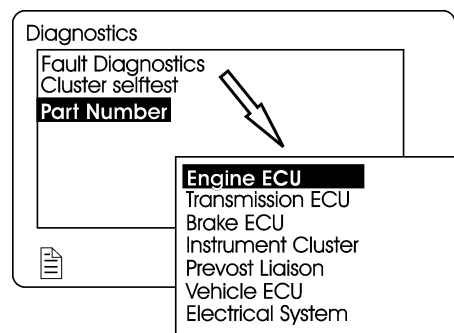 Diagnostics
Fault Diagnostics
Cluster selftest
Part Number
Engine ECU
Transmission ECU
Brake ECU
Instrument Cluster
Prevost Liaison
Vehicle ECU
Electrical System